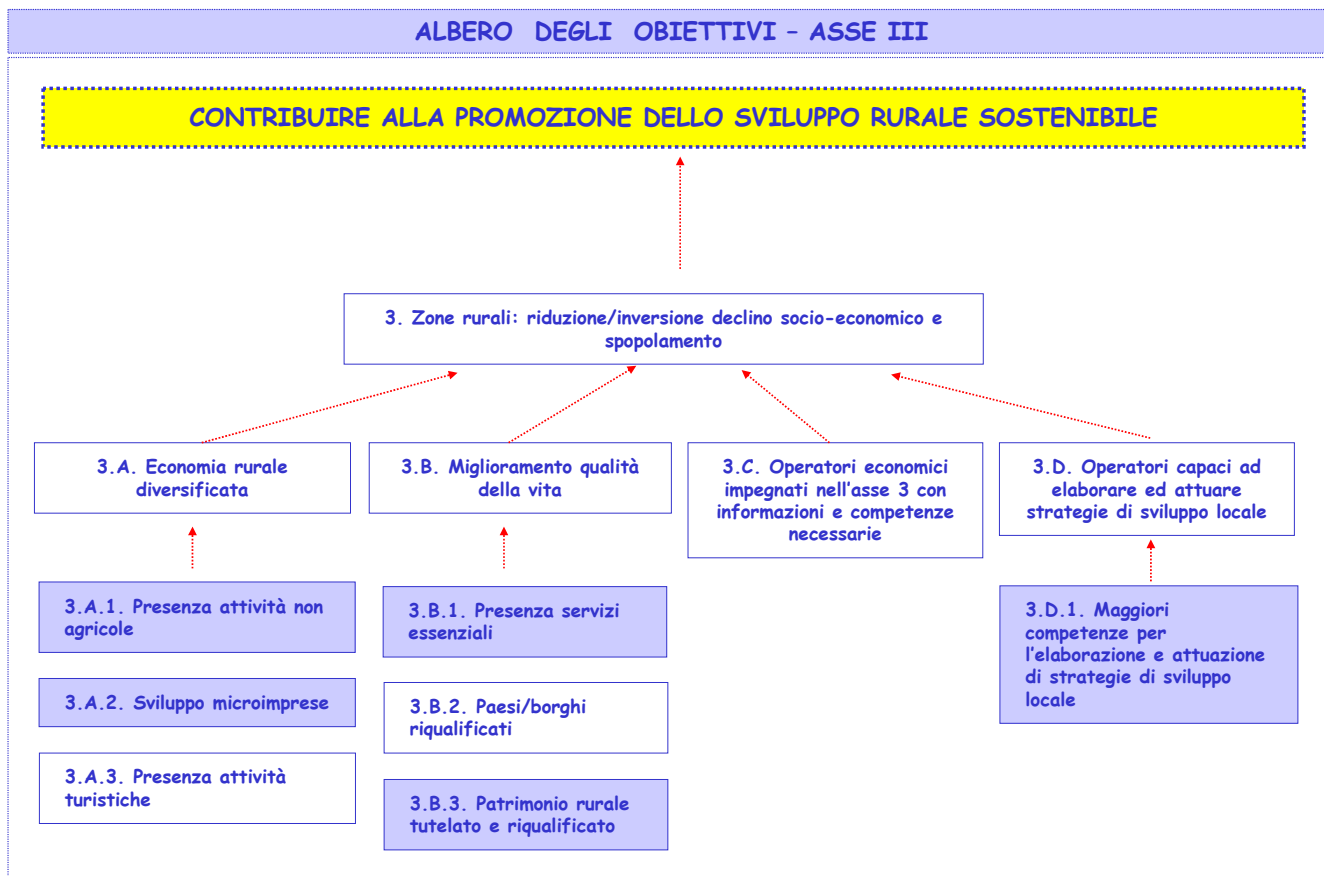 ALBERO DEGLI OBIETTIVI – ASSE III
CONTRIBUIRE ALLA PROMOZIONE DELLO SVILUPPO RURALE SOSTENIBILE
3. Zone rurali: riduzione/inversione declino socio-economico e
spopolamento
3.A. Economia rurale
diversificata
3.B. Miglioramento qualità
della vita
3.C. Operatori economici
impegnati nell'asse 3 con
informazioni e competenze
necessarie
3.D. Operatori capaci ad
elaborare ed attuare
strategie di sviluppo locale
3.A.1. Presenza attività non
agricole
3.A.2. Sviluppo microimprese
3.A.3. Presenza attività
turistiche
3.B.1. Presenza servizi
essenziali
3.B.2. Paesi/borghi
riqualificati
3.B.3. Patrimonio rurale
tutelato e riqualificato
3.D.1. Maggiori
competenze per
l'elaborazione e attuazione
di strategie di sviluppo
locale